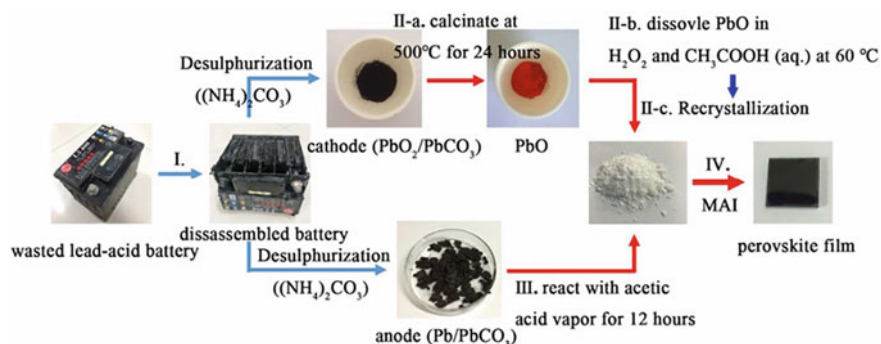 II-a. calcinate at
500℃ for 24 hours
II-b. dissovle PbO in
H₂O₂ and CH₃COOH (aq.) at 60 ℃
Desulphurization
((NH₄)₂CO₃)
II-c. Recrystallization
cathode (PbO₂/PbCO₃)
PbO
I.
IV.
MAI
wasted lead-acid battery
dissassembled battery
perovskite film
Desulphurization
((NH₄)₂CO₃)
III. react with acetic
acid vapor for 12 hours
anode (Pb/PbCO₃)